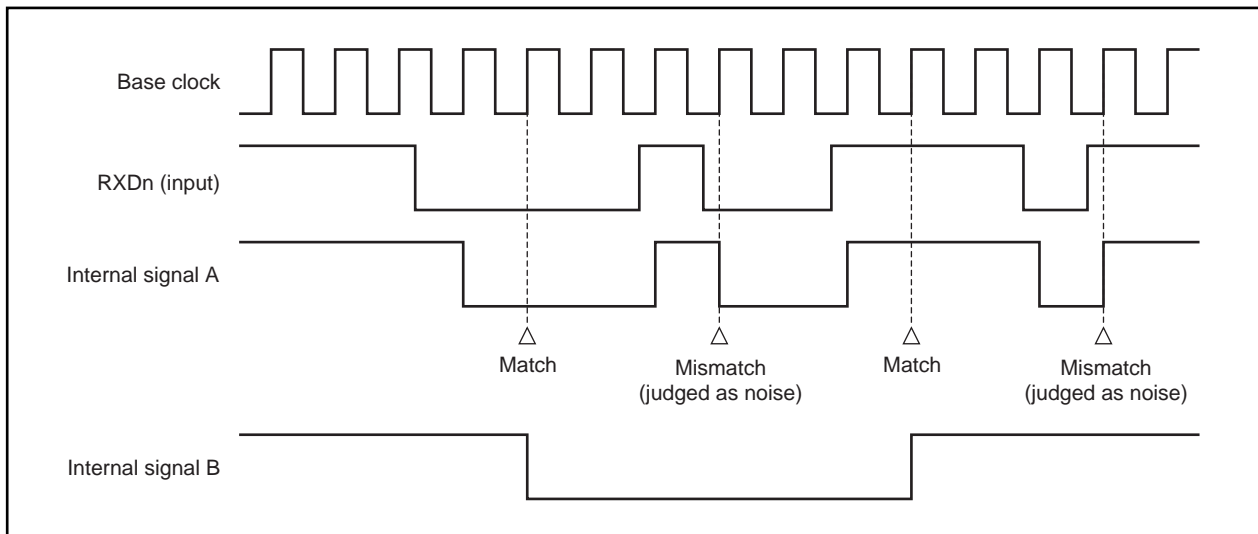 Base clock
RXDn (input)
Internal signal A
Match
Mismatch
(judged as noise)
Match
Mismatch
(judged as noise)
Internal signal B